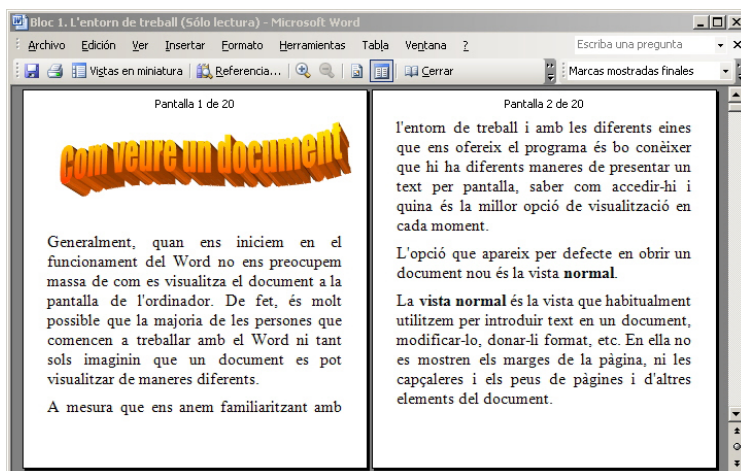 Bloc 1. L'entorn de treball (Sólo lectura) - Microsoft Word
Archivo Edición Ver Insertar Formato Herramientas Tabla Ventana ? Escriba una pregunta
Vistas en miniatura Referencia... Cerrar Marcas mostradas finales
Pantalla 1 de 20
Com veure un document
Generalment, quan ens iniciem en el
funcionament del Word no ens preocupem
massa de com es visualitza el document a la
pantalla de l'ordinador. De fet, és molt
possible que la majoria de les persones que
comencen a treballar amb el Word ni tant
sols imaginin que un document es pot
visualitzar de maneres diferents.
A mesura que ens anem familiaritzant amb
Pantalla 2 de 20
l'entorn de treball i amb les diferents eines
que ens ofereix el programa és bo conèixer
que hi ha diferents maneres de presentar un
text per pantalla, saber com accedir-hi i
quina és la millor opció de visualització en
cada moment.
L'opció que apareix per defecte en obrir un
document nou és la vista normal.
La vista normal és la vista que habitualment
utilitzem per introduir text en un document,
modificar-lo, donar-li format, etc. En ella no
es mostren els marges de la pàgina, ni les
capçaleres i els peus de pàgines i d'altres
elements del document.